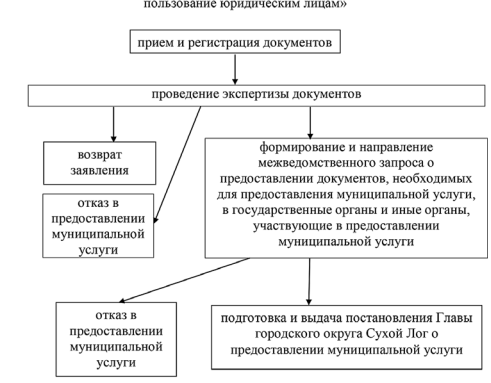 пользование юридическим лицам»
прием и регистрация документов
проведение экспертизы документов
возврат
заявления
формирование и направление
межведомственного запроса о
предоставлении документов, необходимых
для предоставления муниципальной услуги,
в государственные органы и иные органы,
участвующие в предоставлении
муниципальной услуги
отказ в
предоставлении
муниципальной
услуги
отказ в
предоставлении
муниципальной
услуги
подготовка и выдача постановления Главы
городского округа Сухой Лог о
предоставлении муниципальной услуги